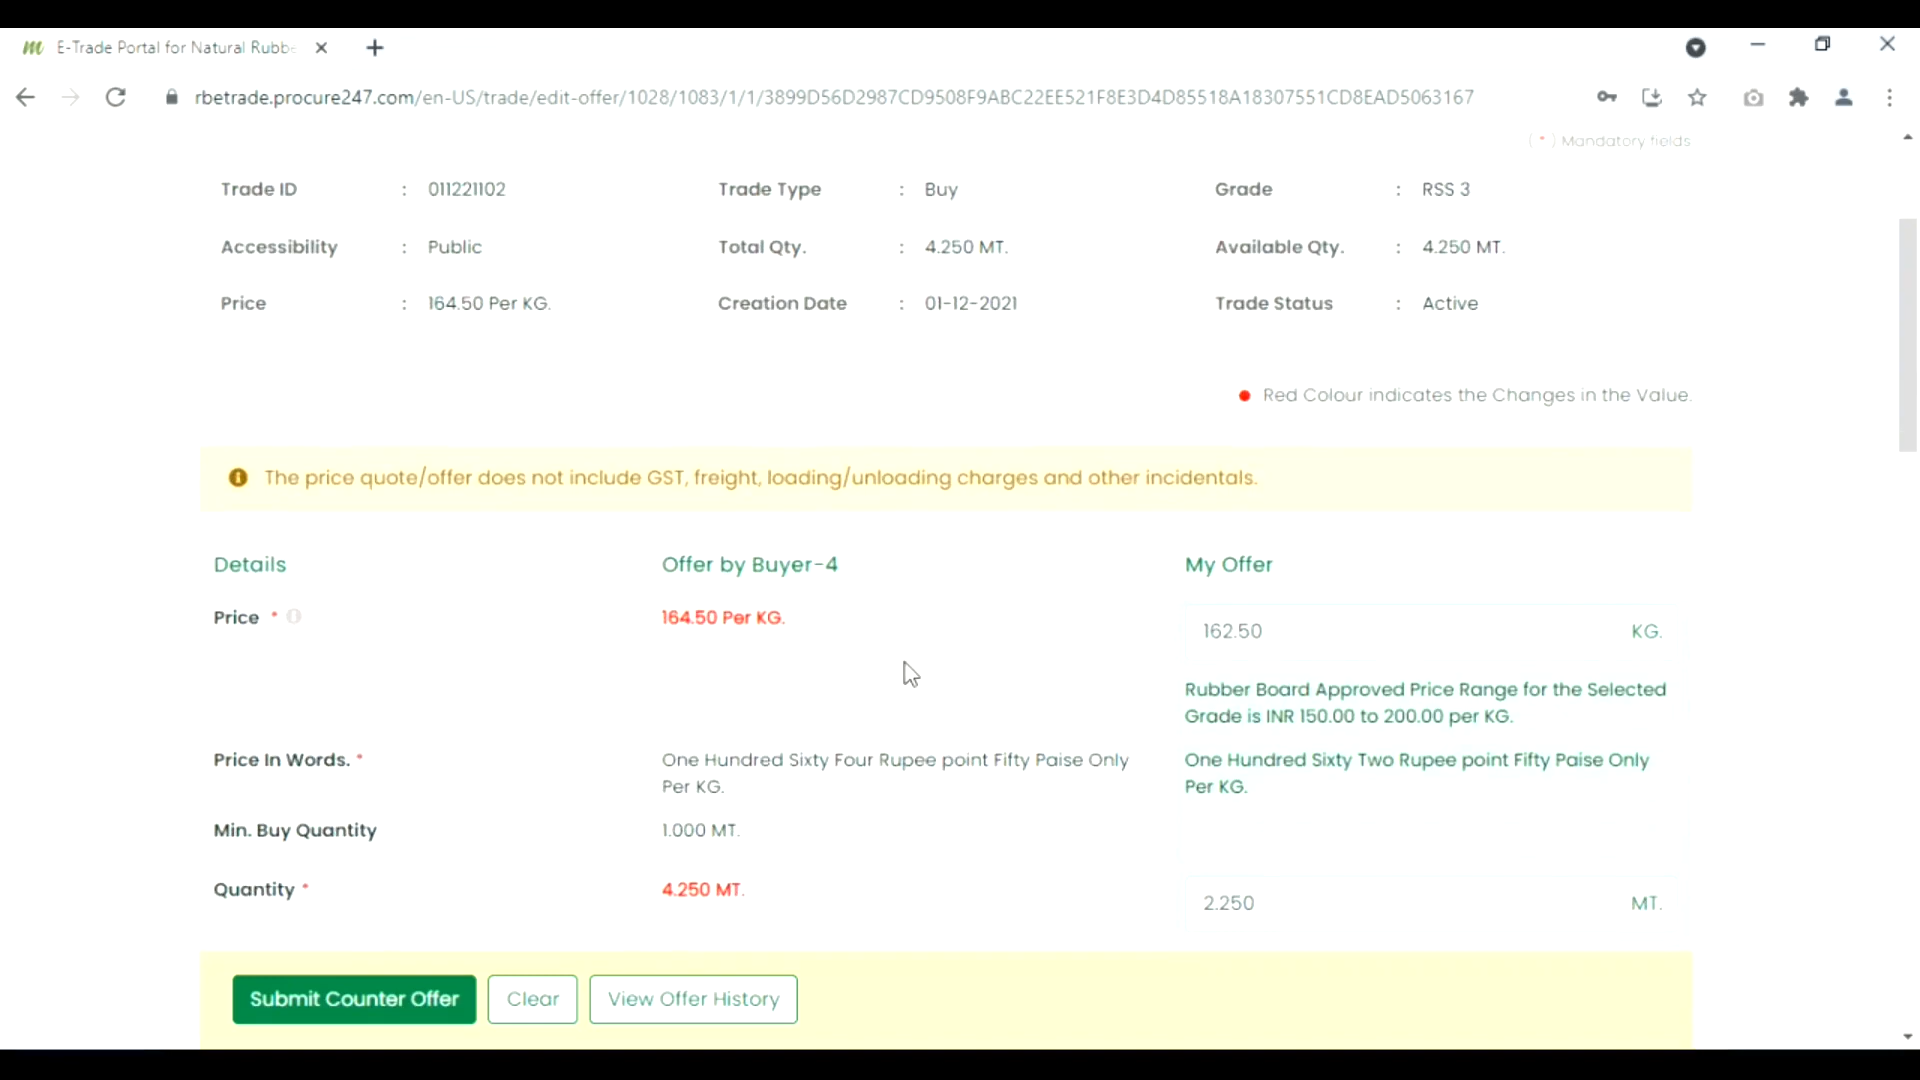 E-Trade Portal for Natural Rubb
rbetrade.procure247.com/en-US/trade/edit-offer/1028/1083/1/1/3899D56D2987CD9508F9ABC22EE521F8E3D4D85518A18307551CD8EAD5063167
( * ) Mandatory fields
Trade ID : 011221102 Trade Type : Buy Grade : RSS 3
Accessibility : Public Total Qty. : 4.250 MT. Available Qty. : 4.250 MT.
Price : 164.50 Per KG. Creation Date : 01-12-2021 Trade Status : Active
Red Colour indicates the Changes in the Value.
The price quote/offer does not include GST, freight, loading/unloading charges and other incidentals.
Details Offer by Buyer-4 My Offer
Price * 164.50 Per KG. 162.50 KG.
Rubber Board Approved Price Range for the Selected
Grade is INR 150.00 to 200.00 per KG.
Price In Words. * One Hundred Sixty Four Rupee point Fifty Paise Only One Hundred Sixty Two Rupee point Fifty Paise Only
Per KG. Per KG.
Min. Buy Quantity 1.000 MT.
Quantity * 4.250 MT. 2.250 MT.
Submit Counter Offer Clear View Offer History